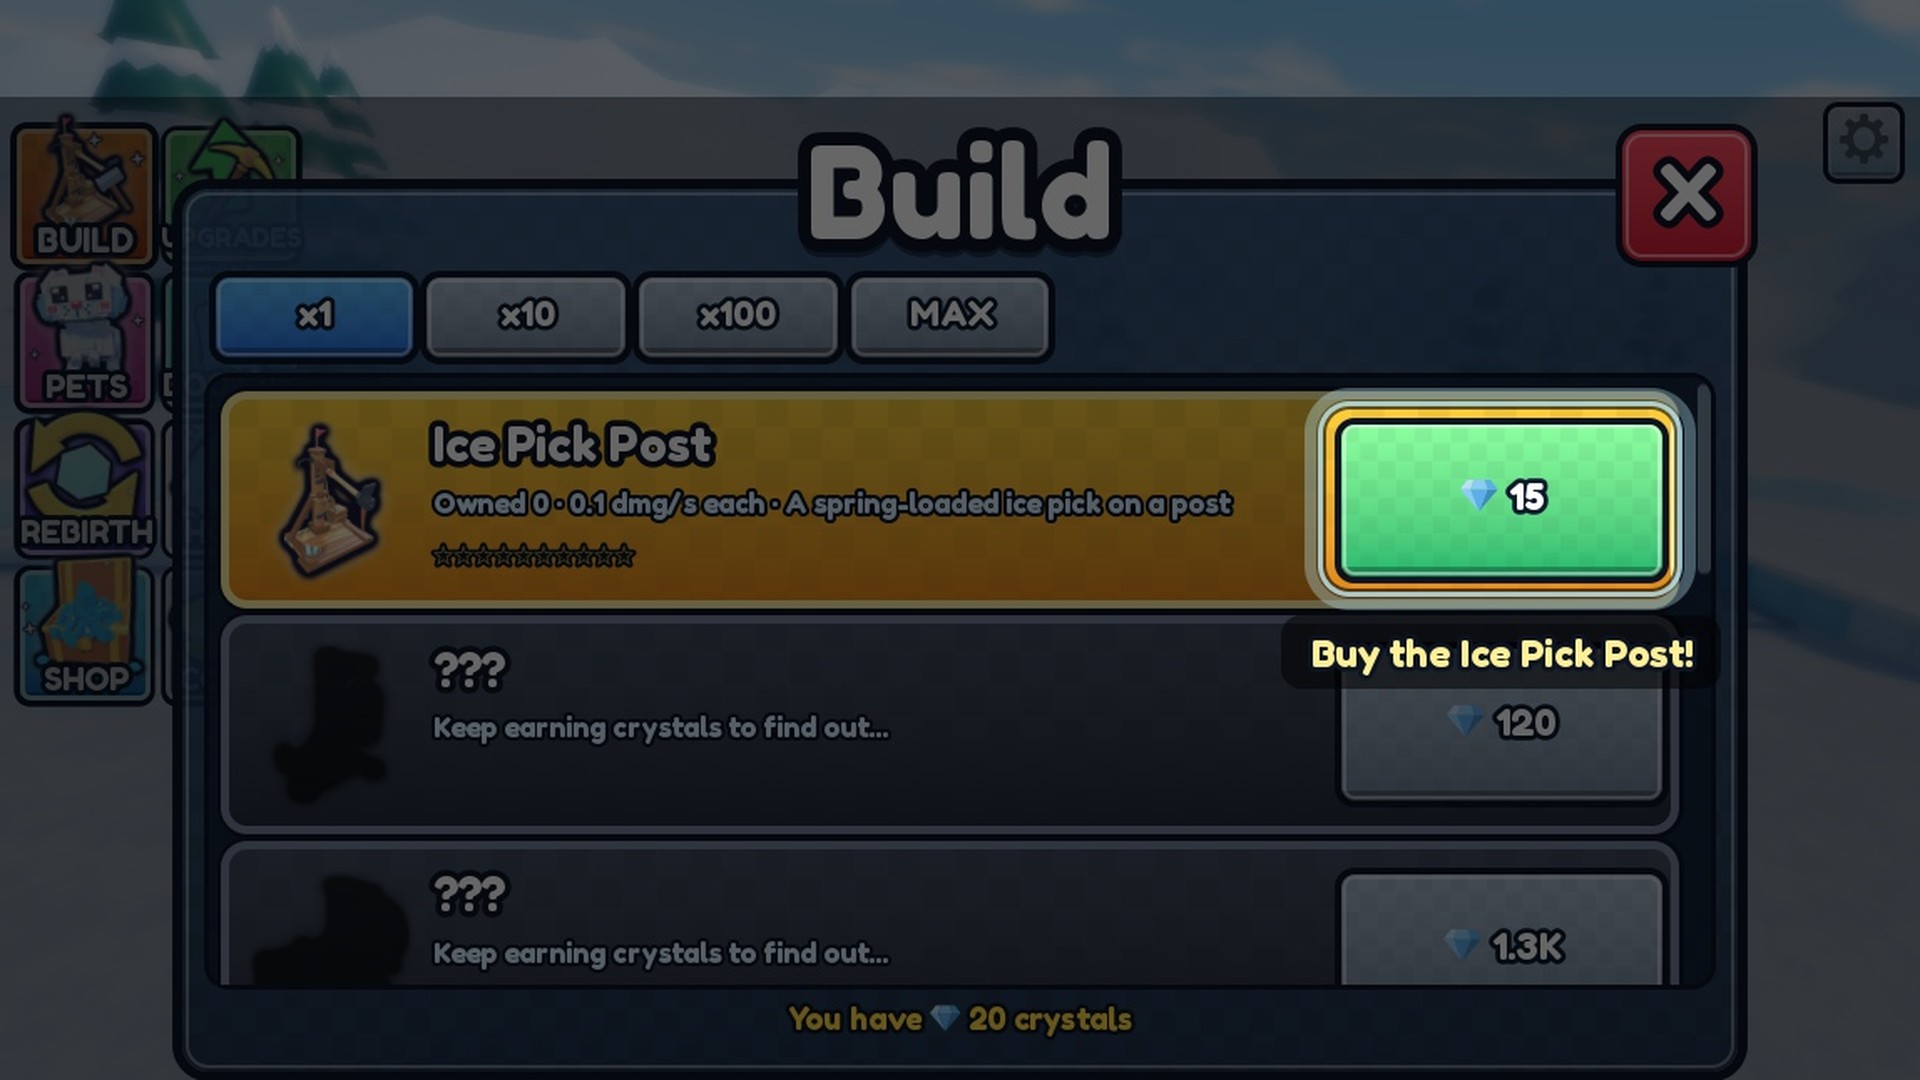 Build
BUILD
UPGRADES
x1
x10
x100
MAX
PETS
Ice Pick Post
Owned 0 · 0.1 dmg/s each · A spring-loaded ice pick on a post
☆☆☆☆☆☆☆☆☆☆
15
REBIRTH
Buy the Ice Pick Post!
SHOP
???
Keep earning crystals to find out...
120
???
Keep earning crystals to find out...
1.3K
You have 20 crystals